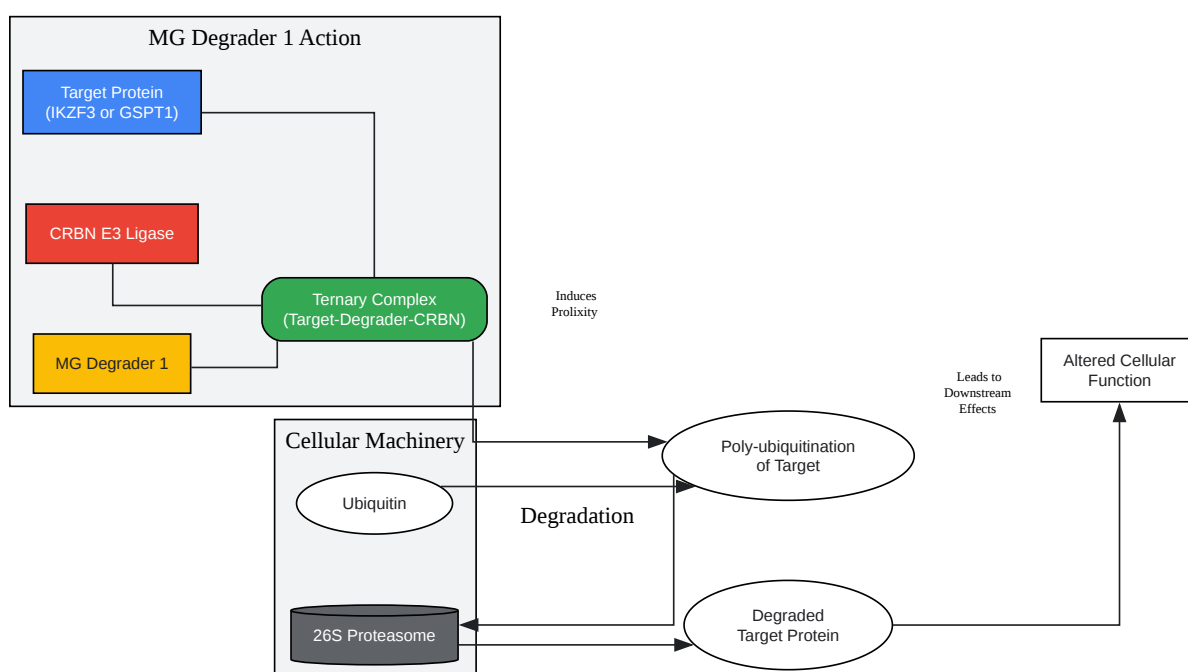 MG Degrader 1 Action
Target Protein
(IKZF3 or GSPT1)
CRBN E3 Ligase
Ternary Complex
(Target-Degrader-CRBN)
MG Degrader 1
Induces
Prolixity
Leads to
Downstream
Effects
Altered Cellular
Function
Cellular Machinery
Poly-ubiquitination
of Target
Ubiquitin
Degradation
26S Proteasome
Degraded
Target Protein